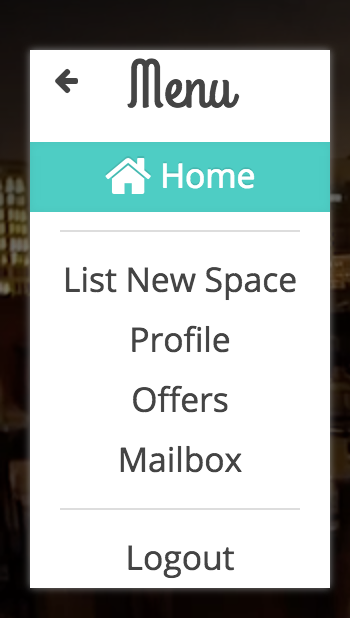 Menu
Home
List New Space
Profile
Offers
Mailbox
Logout